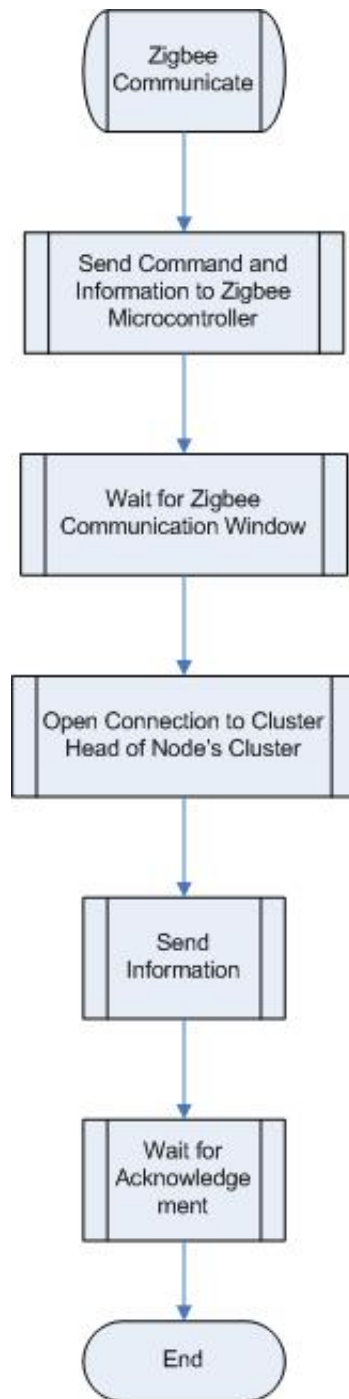 Zigbee
Communicate
Send Command and
Information to Zigbee
Microcontroller
Wait for Zigbee
Communication Window
Open Connection to Cluster
Head of Node's Cluster
Send
Information
Wait for
Acknowledge
ment
End